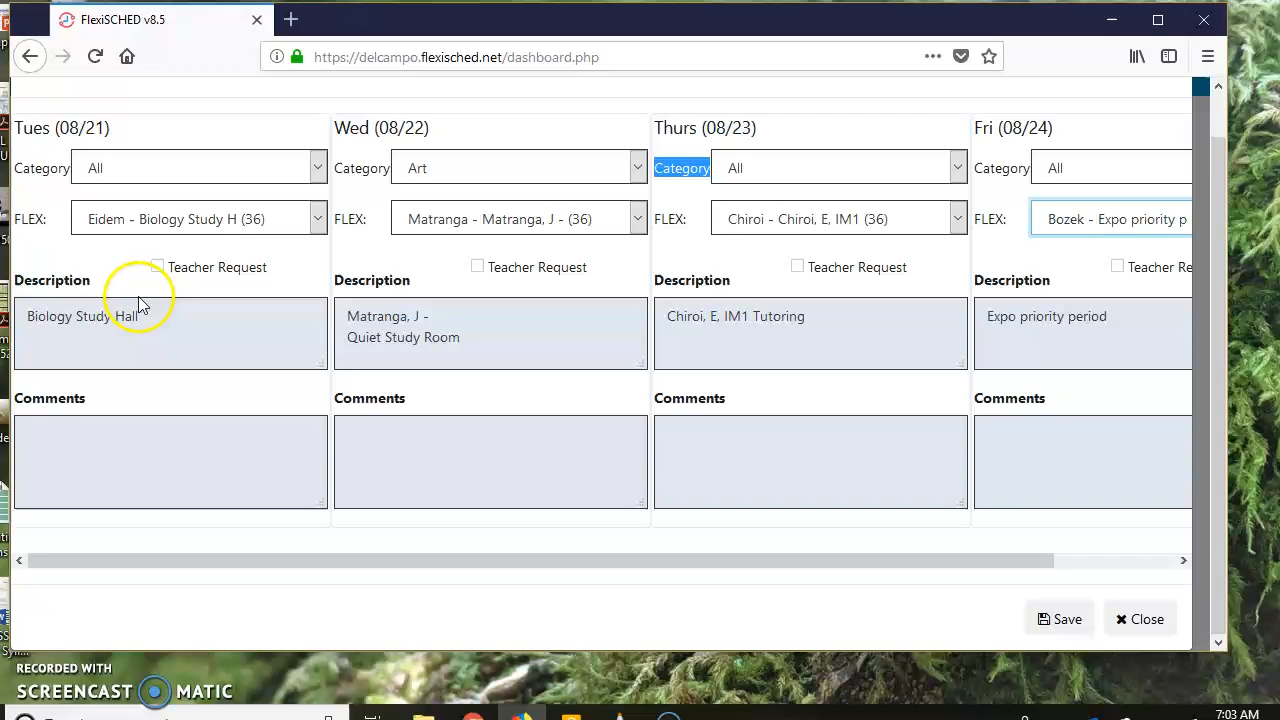 FlexiSCHED v8.5
https://delcampo.flexisched.net/dashboard.php
Tues (08/21)
Wed (08/22)
Thurs (08/23)
Fri (08/24)
Category All
Category Art
Category All
Category All
FLEX: Eidem - Biology Study H (36)
FLEX: Matranga - Matranga, J - (36)
FLEX: Chiroi - Chiroi, E, IM1 (36)
FLEX: Bozek - Expo priority p
Teacher Request
Teacher Request
Teacher Request
Teacher Re
Description
Description
Description
Description
Biology Study Hall
Matranga, J -
Quiet Study Room
Chiroi, E, IM1 Tutoring
Expo priority period
Comments
Comments
Comments
Comments
Save
Close
RECORDED WITH
SCREENCAST MATIC
7:03 AM